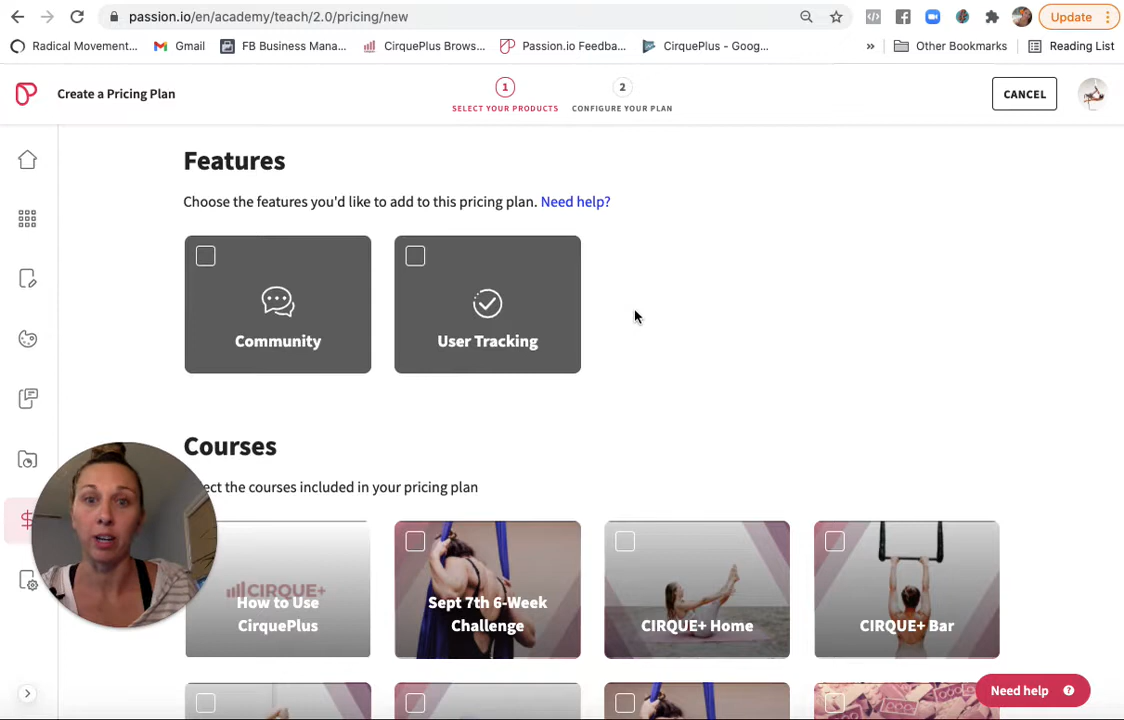 passion.io/en/academy/teach/2.0/pricing/new
Update
Radical Movement...
Gmail
FB Business Mana...
CirquePlus Brows...
Passion.io Feedba...
CirquePlus - Goog...
»
Other Bookmarks
Reading List
Create a Pricing Plan
1
SELECT YOUR PRODUCTS
2
CONFIGURE YOUR PLAN
CANCEL
Features
Choose the features you'd like to add to this pricing plan. Need help?
Community
User Tracking
Courses
ect the courses included in your pricing plan
CIRQUE+
How to Use
CirquePlus
Sept 7th 6-Week
Challenge
CIRQUE+ Home
CIRQUE+ Bar
Need help ?